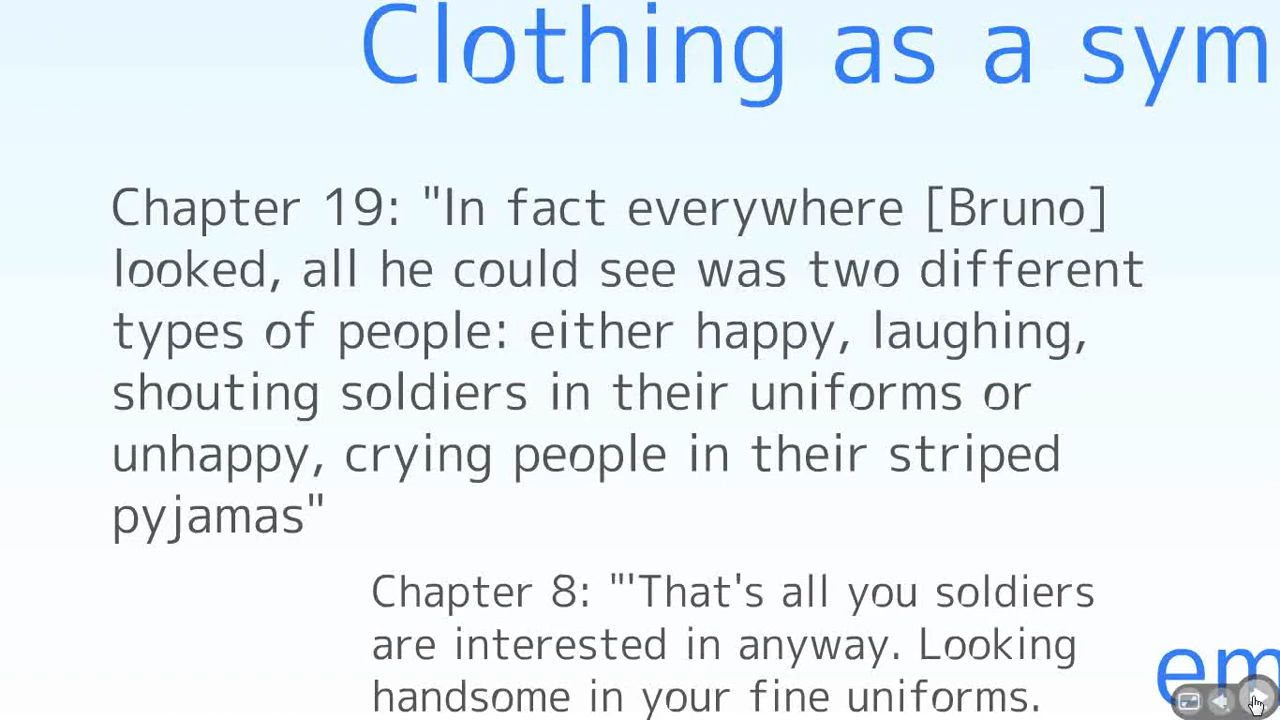 Clothing as a sym
Chapter 19: "In fact everywhere [Bruno]
looked, all he could see was two different
types of people: either happy, laughing,
shouting soldiers in their uniforms or
unhappy, crying people in their striped
pyjamas"
Chapter 8: "'That's all you soldiers
are interested in anyway. Looking
handsome in your fine uniforms.
em